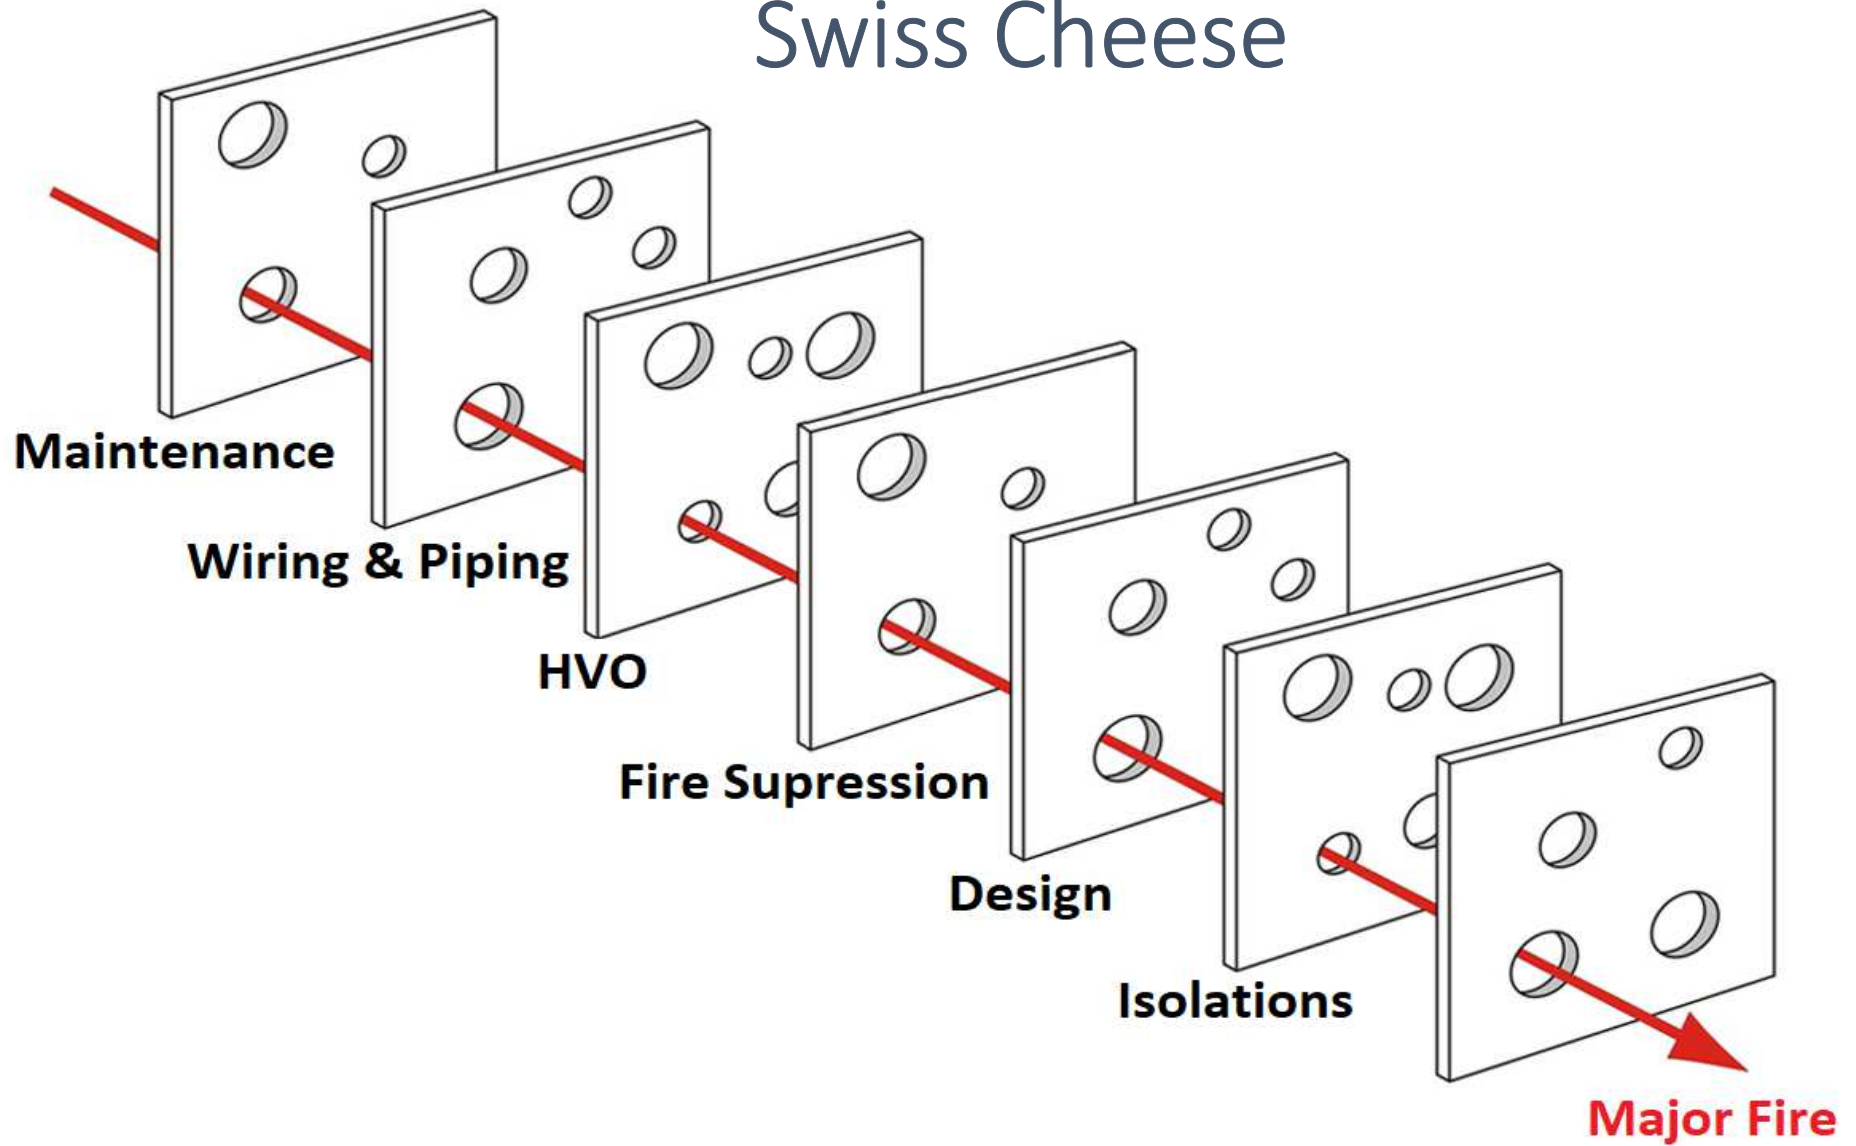 Swiss Cheese
Maintenance
Wiring & Piping
HVO
Fire Supression
Design
Isolations
Major Fire